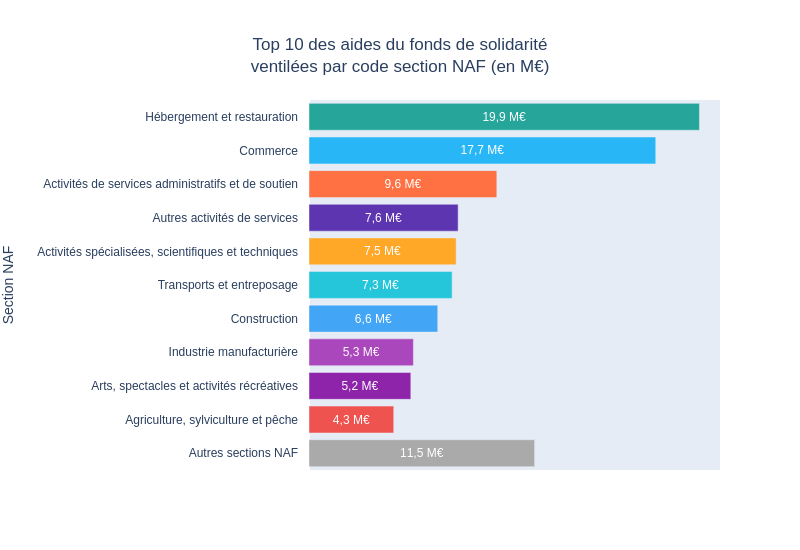 Top 10 des aides du fonds de solidarité
ventilées par code section NAF (en M€)
Section NAF
Hébergement et restauration 19,9 M€
Commerce 17,7 M€
Activités de services administratifs et de soutien 9,6 M€
Autres activités de services 7,6 M€
Activités spécialisées, scientifiques et techniques 7,5 M€
Transports et entreposage 7,3 M€
Construction 6,6 M€
Industrie manufacturière 5,3 M€
Arts, spectacles et activités récréatives 5,2 M€
Agriculture, sylviculture et pêche 4,3 M€
Autres sections NAF 11,5 M€